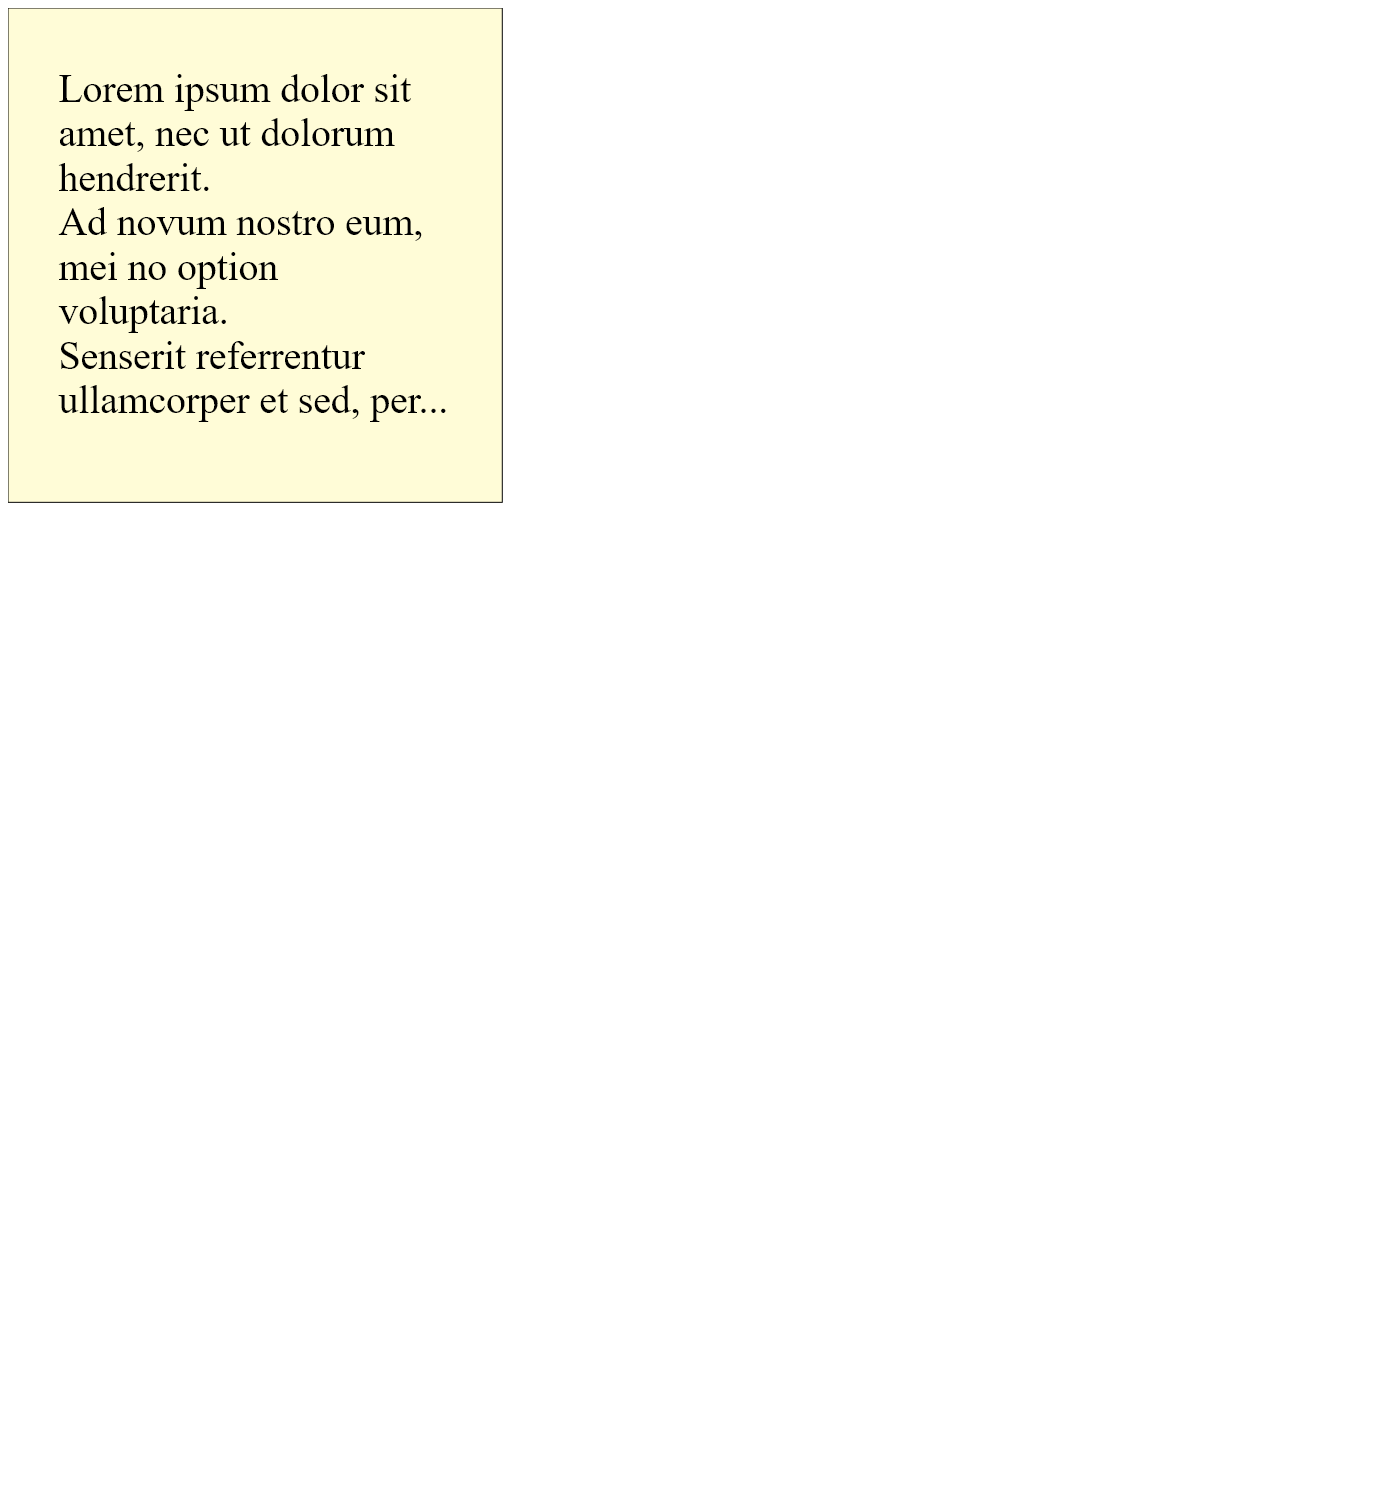 Lorem ipsum dolor sit
amet, nec ut dolorum
hendrerit.
Ad novum nostro eum,
mei no option
voluptaria.
Senserit referrentur
ullamcorper et sed, per...